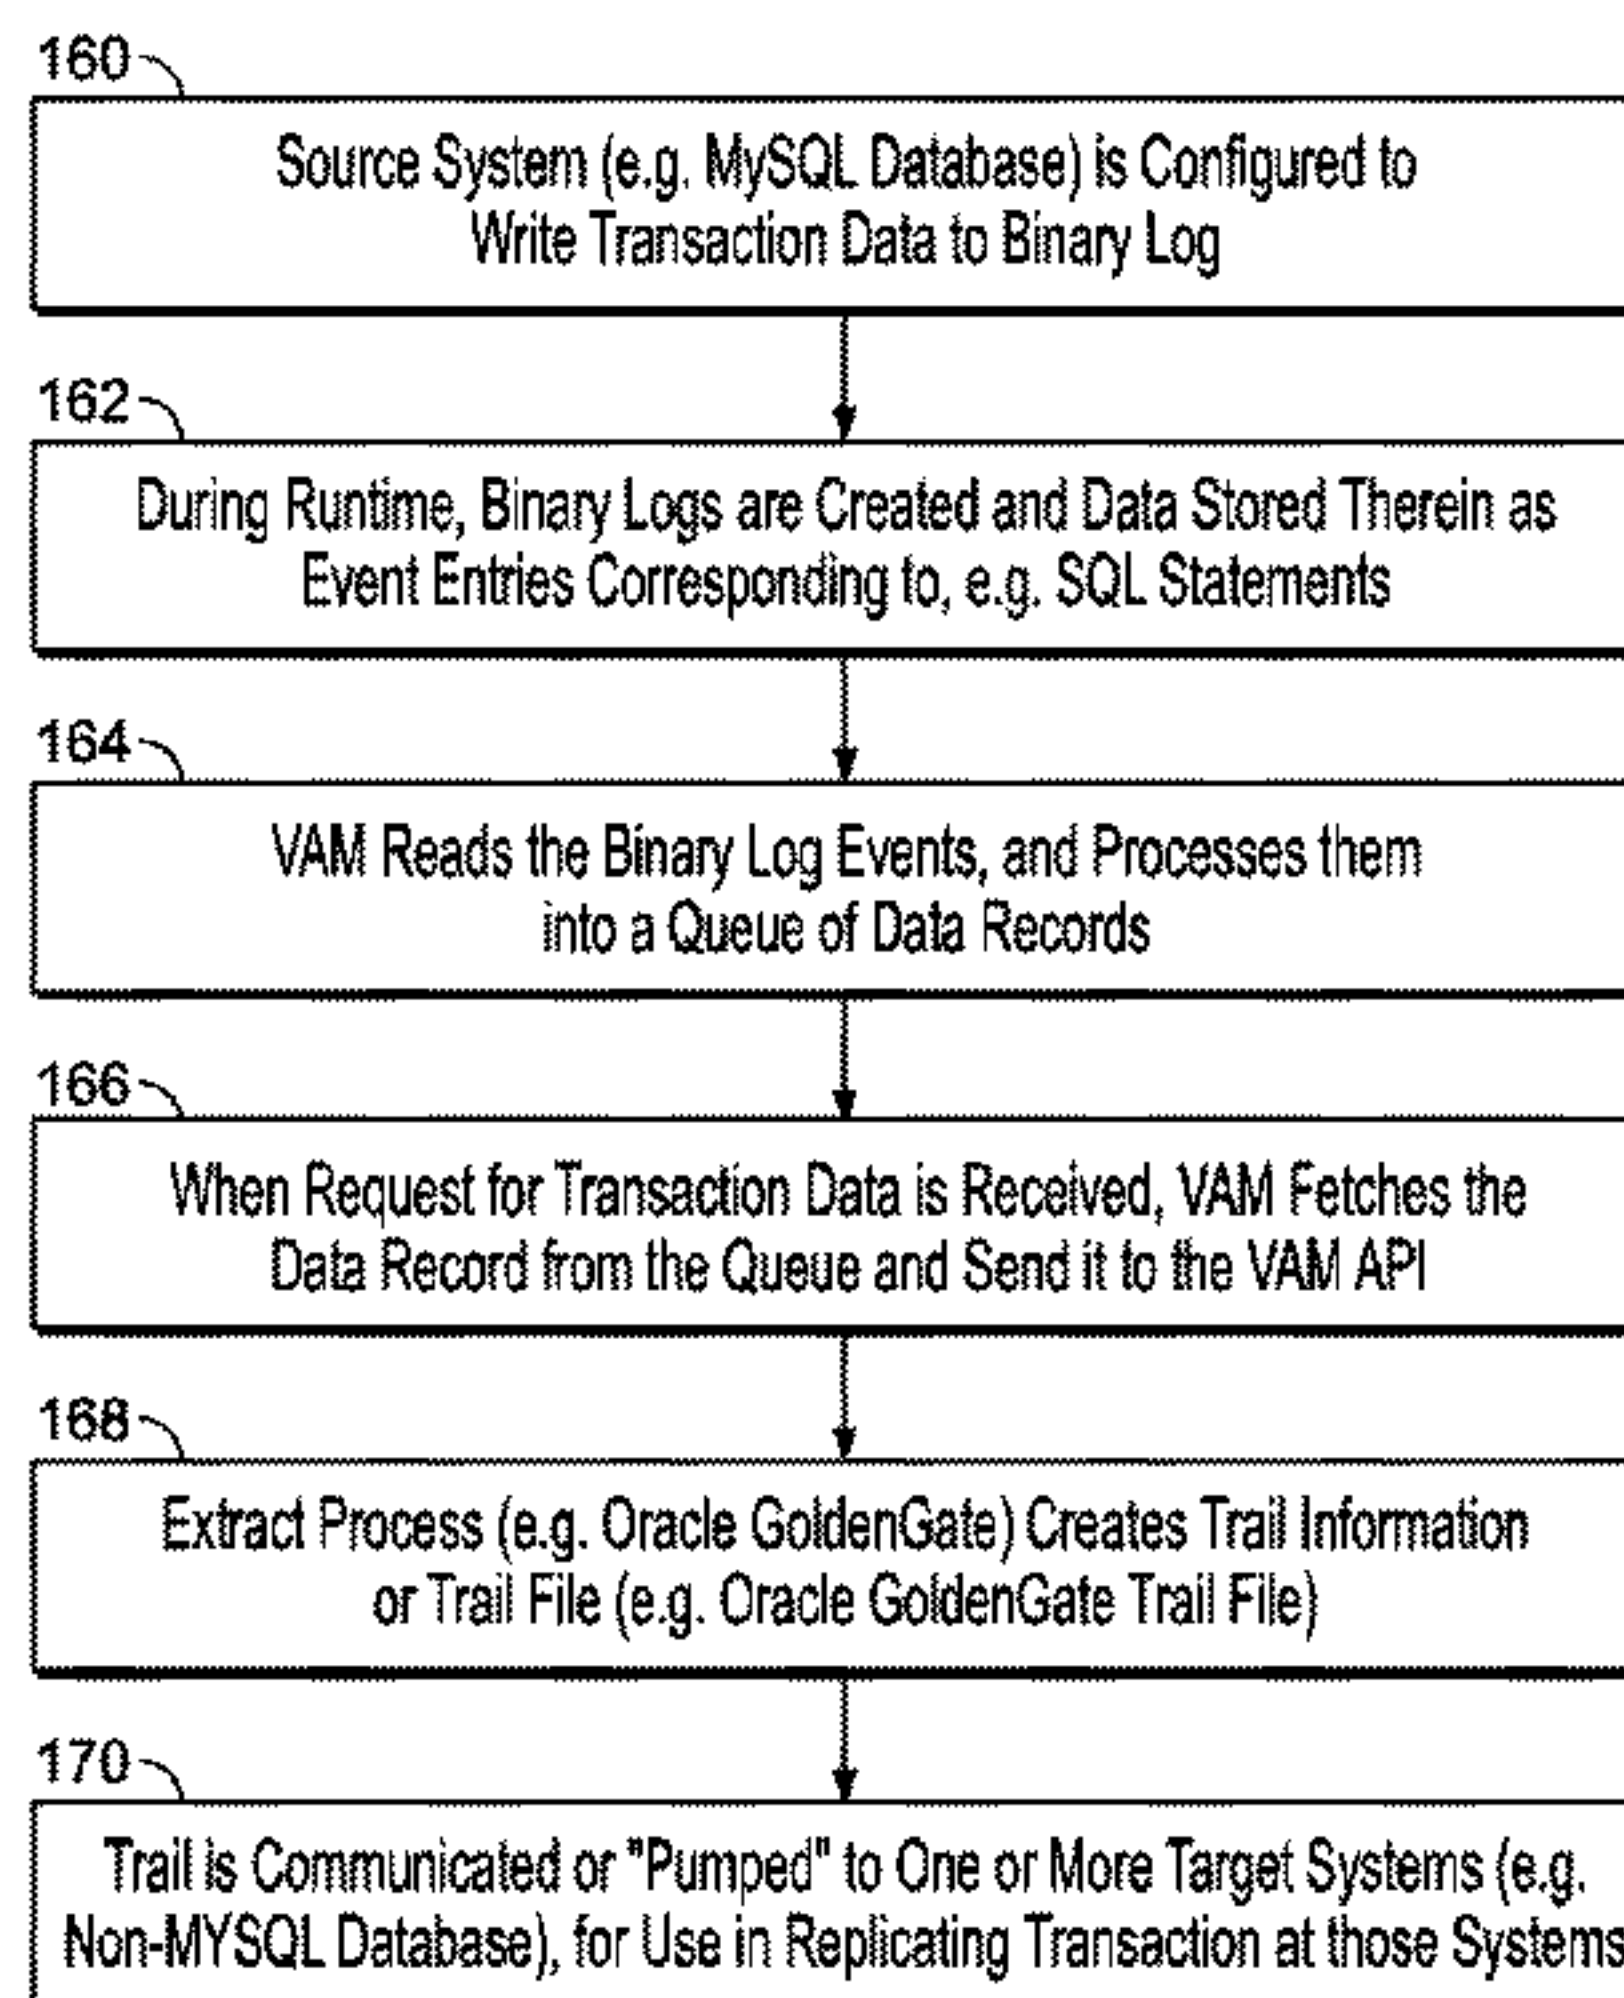 160
Source System (e.g. MySQL Database) is Configured to
Write Transaction Data to Binary Log
162
During Runtime, Binary Logs are Created and Data Stored Therein as
Event Entries Corresponding to, e.g. SQL Statements
164
VAM Reads the Binary Log Events, and Processes them
into a Queue of Data Records
166
When Request for Transaction Data is Received, VAM Fetches the
Data Record from the Queue and Send it to the VAM API
168
Extract Process (e.g. Oracle GoldenGate) Creates Trail Information
or Trail File (e.g. Oracle GoldenGate Trail File)
170
Trail is Communicated or "Pumped" to One or More Target Systems (e.g.
Non-MYSQL Database), for Use in Replicating Transaction at those Systems